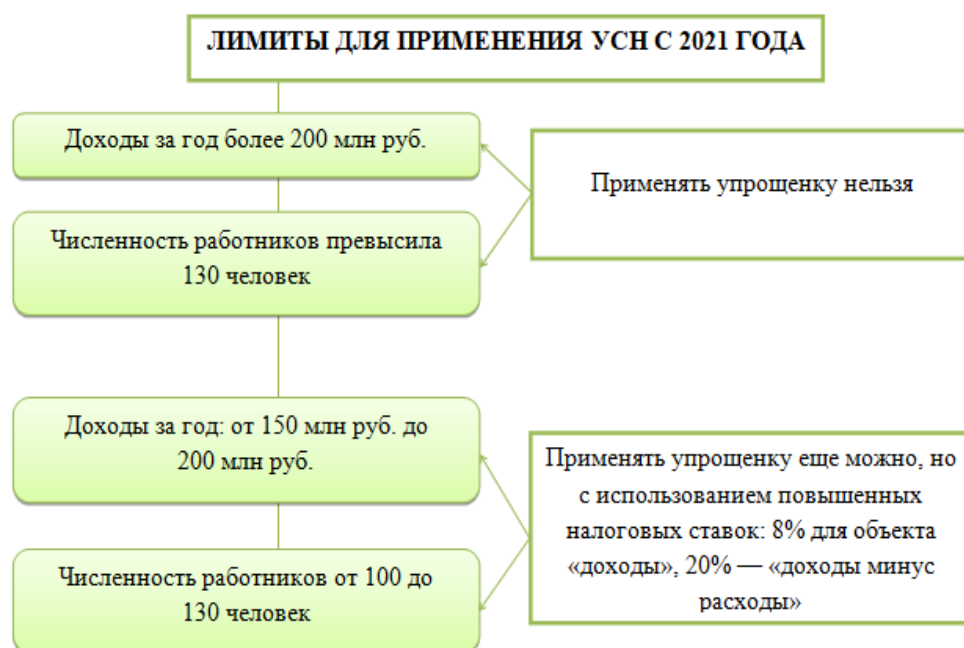 ЛИМИТЫ ДЛЯ ПРИМЕНЕНИЯ УСН С 2021 ГОДА
Доходы за год более 200 млн руб.
Применять упрощенку нельзя
Численность работников превысила
130 человек
Доходы за год: от 150 млн руб. до
200 млн руб.
Применять упрощенку еще можно, но
с использованием повышенных
налоговых ставок: 8% для объекта
«доходы», 20% — «доходы минус
расходы»
Численность работников от 100 до
130 человек